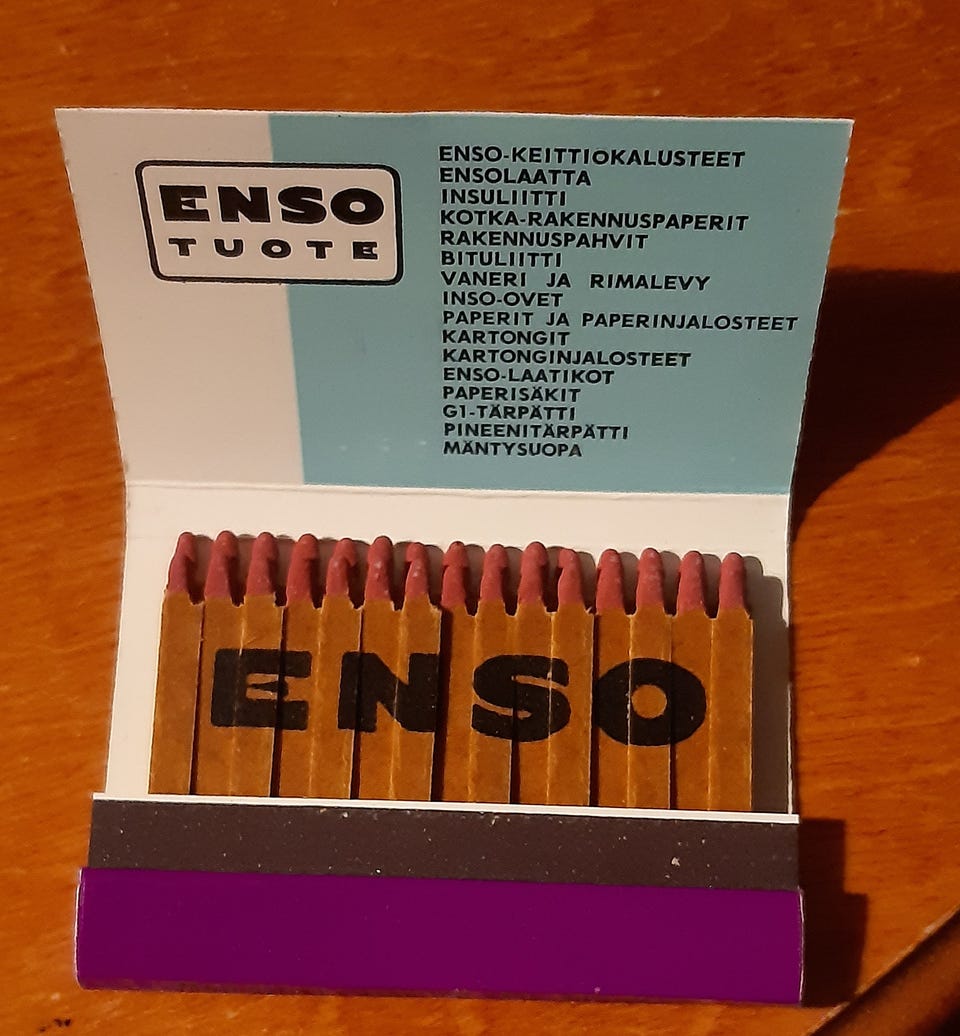 ENSO
TUOTE
ENSO-KEITTIÖKALUSTEET
ENSOLAATTA
INSULIITTI
KOTKA-RAKENNUSPAPERIT
RAKENNUSPAHVIT
BITULIITTI
VANERI JA RIMALEVY
INSO-OVET
PAPERIT JA PAPERINJALOSTEET
KARTONGIT
KARTONGINJALOSTEET
ENSO-LAATIKOT
PAPERISÄKIT
G1-TÄRPÄTTI
PINEENITÄRPÄTTI
MÄNTYSUOPA
ENSO